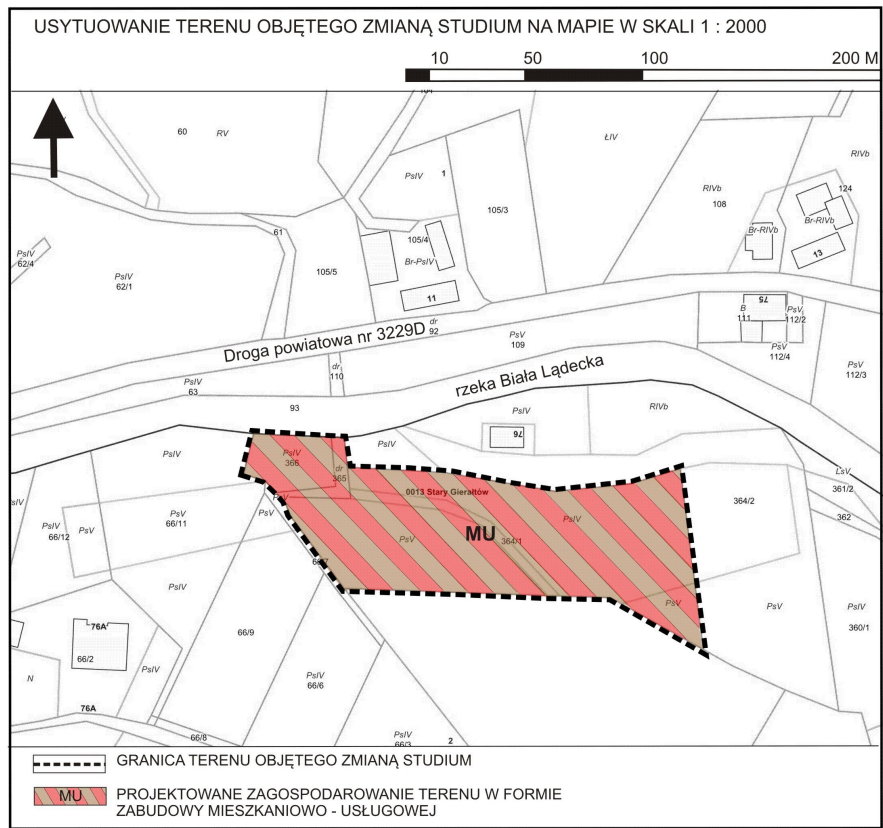 USYTUOWANIE TERENU OBJĘTEGO ZMIANĄ STUDIUM NA MAPIE W SKALI 1 : 2000
10 50 100 200 M
60 RV
PsIV 1
ŁIV
RIVb
RIVb 108
124
105/3
Br-RIVb
Br-RIVb
13
61
105/4
Br-PsIV
11
PsIV
62/4
PsIV
62/1
105/5
B
111
75
PsV
112/2
PsV
112/4
PsV
112/3
Droga powiatowa nr 3229D
dr
92
PsV
109
dr
110
PsIV
63
93
rzeka Biała Lądecka
PsIV
RIVb
76
PsIV
PsIV
PsIV
366
dr
365
0013 Stary Gierałtów
LsV
361/2
362
364/2
PsIV
66/12
PsV
PsV
66/11
PsV
PsV
MU
364/1
PsIV
PsV
PsIV
PsV
PsV
PsIV
360/1
66/9
76A
66/2
PsIV
PsIV
66/6
N
76A
66/8
PsIV
66/3
2
GRANICA TERENU OBJĘTEGO ZMIANĄ STUDIUM
MU PROJEKTOWANE ZAGOSPODAROWANIE TERENU W FORMIE
ZABUDOWY MIESZKANIOWO - USŁUGOWEJ